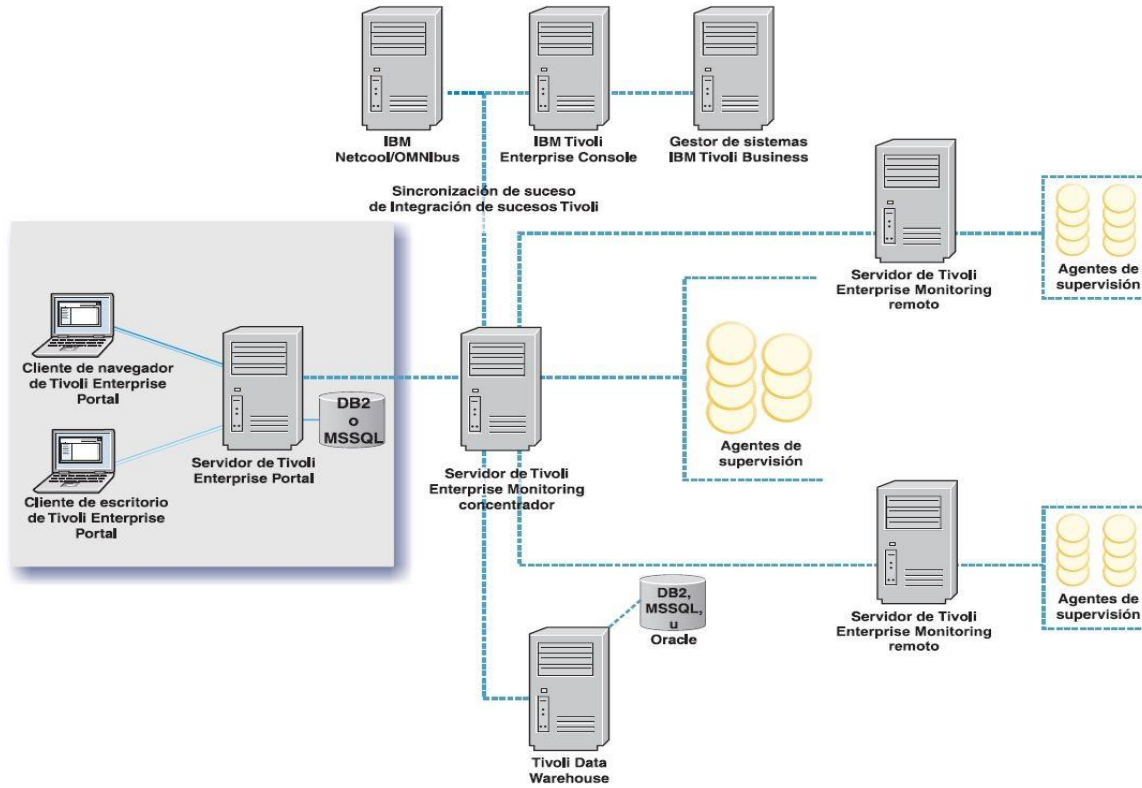 IBM
Netcool/OMNIbus
IBM Tivoli
Enterprise Console
Gestor de sistemas
IBM Tivoli Business
Sincronización de suceso
de Integración de sucesos Tivoli
Servidor de Tivoli
Enterprise Monitoring
remoto
Agentes de
supervisión
Cliente de navegador
de Tivoli Enterprise
Portal
DB2
o
MSSQL
Servidor de Tivoli
Enterprise Portal
Cliente de escritorio
de Tivoli Enterprise
Portal
Servidor de Tivoli
Enterprise Monitoring
concentrador
Agentes de
supervisión
Servidor de Tivoli
Enterprise Monitoring
remoto
Agentes de
supervisión
DB2,
MSSQL,
u
Oracle
Tivoli Data
Warehouse